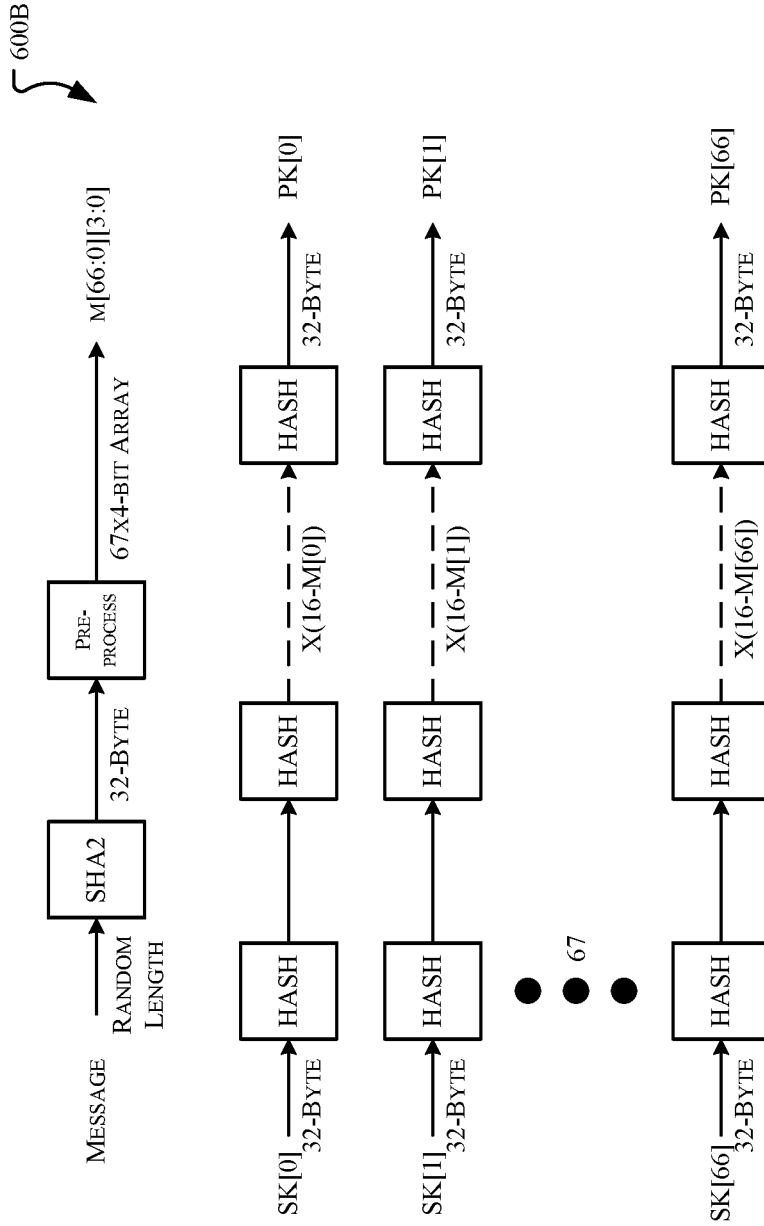 600B
MESSAGE
RANDOM
LENGTH
SHA2
32-BYTE
PRE-
PROCESS
67X4-BIT ARRAY
M[66:0][3:0]
SK[0]
32-BYTE
HASH
HASH
X(16-M[0])
HASH
32-BYTE
PK[0]
SK[1]
32-BYTE
HASH
HASH
X(16-M[1])
HASH
32-BYTE
PK[1]
67
SK[66]
32-BYTE
HASH
HASH
X(16-M[66])
HASH
32-BYTE
PK[66]